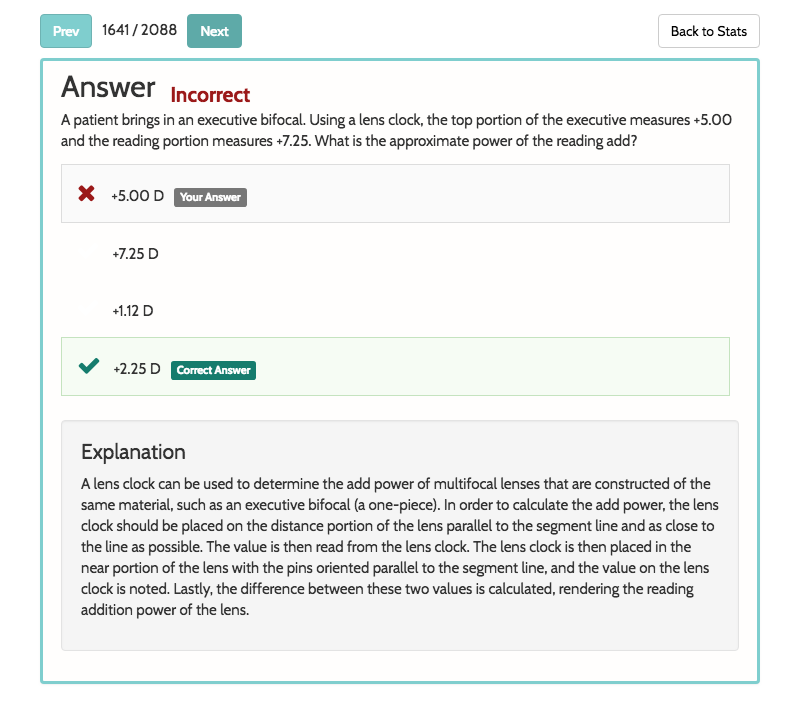 Prev 1641 / 2088 Next Back to Stats
Answer Incorrect
A patient brings in an executive bifocal. Using a lens clock, the top portion of the executive measures +5.00
and the reading portion measures +7.25. What is the approximate power of the reading add?
+5.00 D Your Answer
+7.25 D
+1.12 D
+2.25 D Correct Answer
Explanation
A lens clock can be used to determine the add power of multifocal lenses that are constructed of the
same material, such as an executive bifocal (a one-piece). In order to calculate the add power, the lens
clock should be placed on the distance portion of the lens parallel to the segment line and as close to
the line as possible. The value is then read from the lens clock. The lens clock is then placed in the
near portion of the lens with the pins oriented parallel to the segment line, and the value on the lens
clock is noted. Lastly, the difference between these two values is calculated, rendering the reading
addition power of the lens.